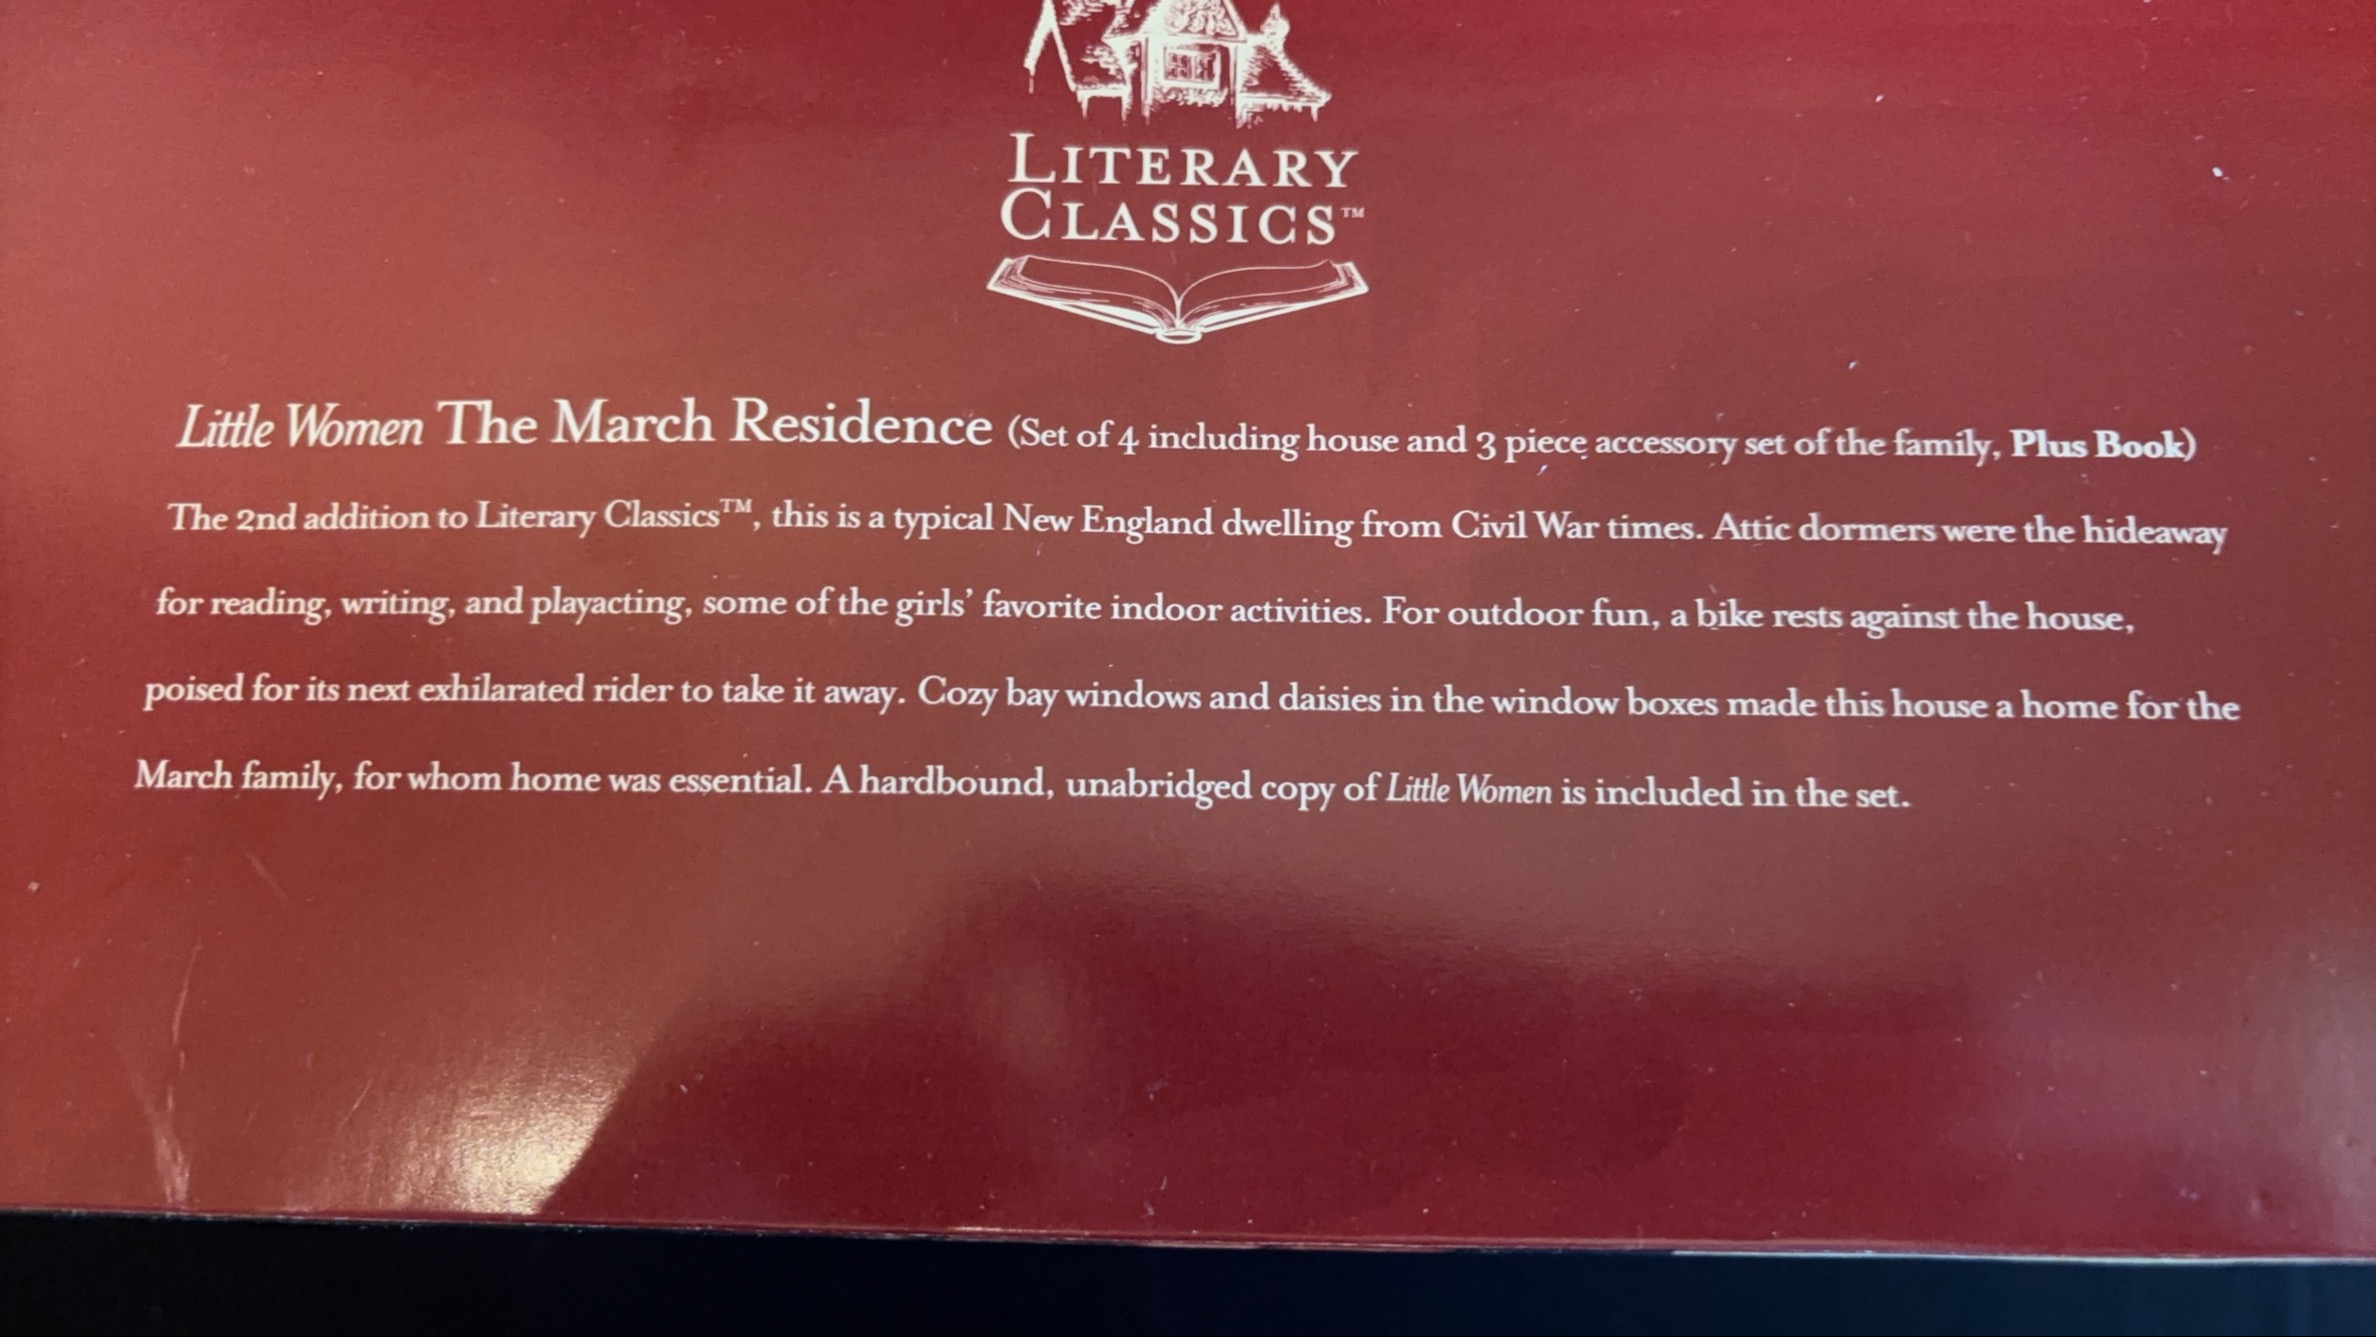 LITERARY
CLASSICS™
Little Women The March Residence (Set of 4 including house and 3 piece accessory set of the family, Plus Book)
The 2nd addition to Literary Classics™, this is a typical New England dwelling from Civil War times. Attic dormers were the hideaway
for reading, writing, and playacting, some of the girls’ favorite indoor activities. For outdoor fun, a bike rests against the house,
poised for its next exhilarated rider to take it away. Cozy bay windows and daisies in the window boxes made this house a home for the
March family, for whom home was essential. A hardbound, unabridged copy of Little Women is included in the set.